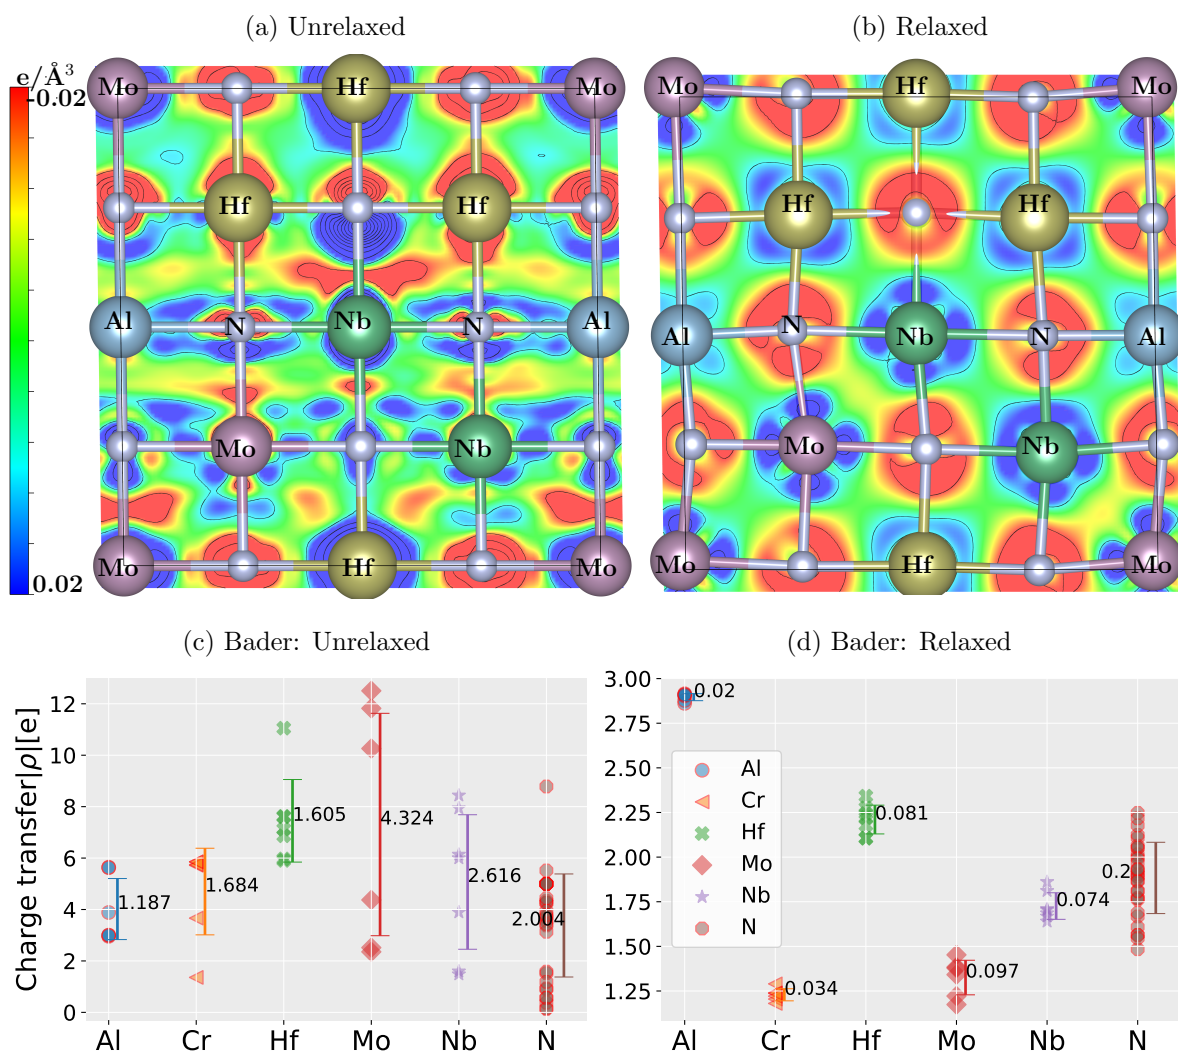 (a) Unrelaxed
(b) Relaxed
e/Å³
-0.02
0.02
Mo Hf Mo
Hf Hf
Al N Nb N Al
Mo Nb
Mo Hf Mo
Mo Hf Mo
Hf Hf
Al N Nb N Al
Mo Nb
Mo Hf Mo
(c) Bader: Unrelaxed
Charge transfer|ρ|[e]
12
10
8
6
4
2
0
1.187
1.684
1.605
4.324
2.616
2.004
Al Cr Hf Mo Nb N
(d) Bader: Relaxed
3.00
2.75
2.50
2.25
2.00
1.75
1.50
1.25
0.02
0.034
0.081
0.097
0.074
0.2
Al
Cr
Hf
Mo
Nb
N
Al Cr Hf Mo Nb N